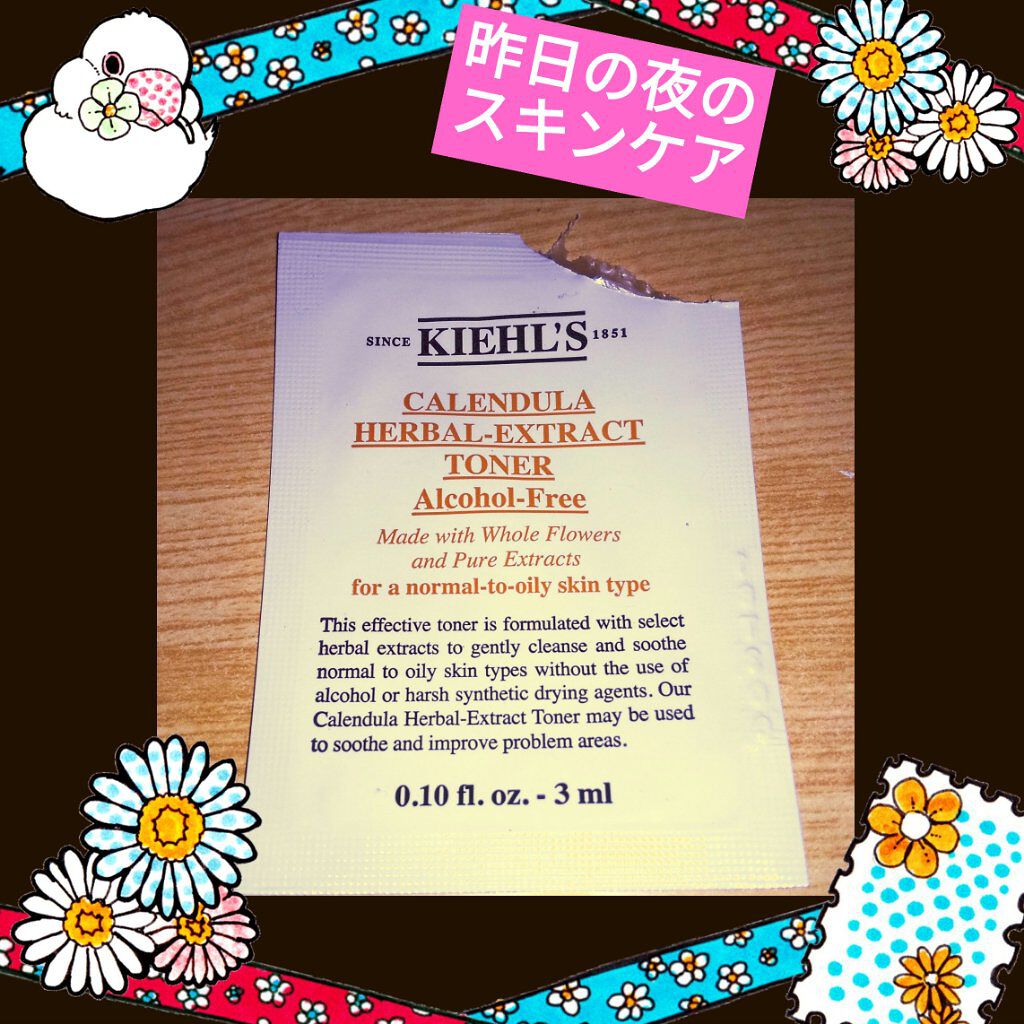 昨日の夜の
スキンケア
SINCE KIEHL'S 1851
CALENDULA
HERBAL-EXTRACT
TONER
Alcohol-Free
Made with Whole Flowers
and Pure Extracts
for a normal-to-oily skin type
This effective toner is formulated with select
herbal extracts to gently cleanse and soothe
normal to oily skin types without the use of
alcohol or harsh synthetic drying agents. Our
Calendula Herbal-Extract Toner may be used
to soothe and improve problem areas.
0.10 fl. oz. - 3 ml